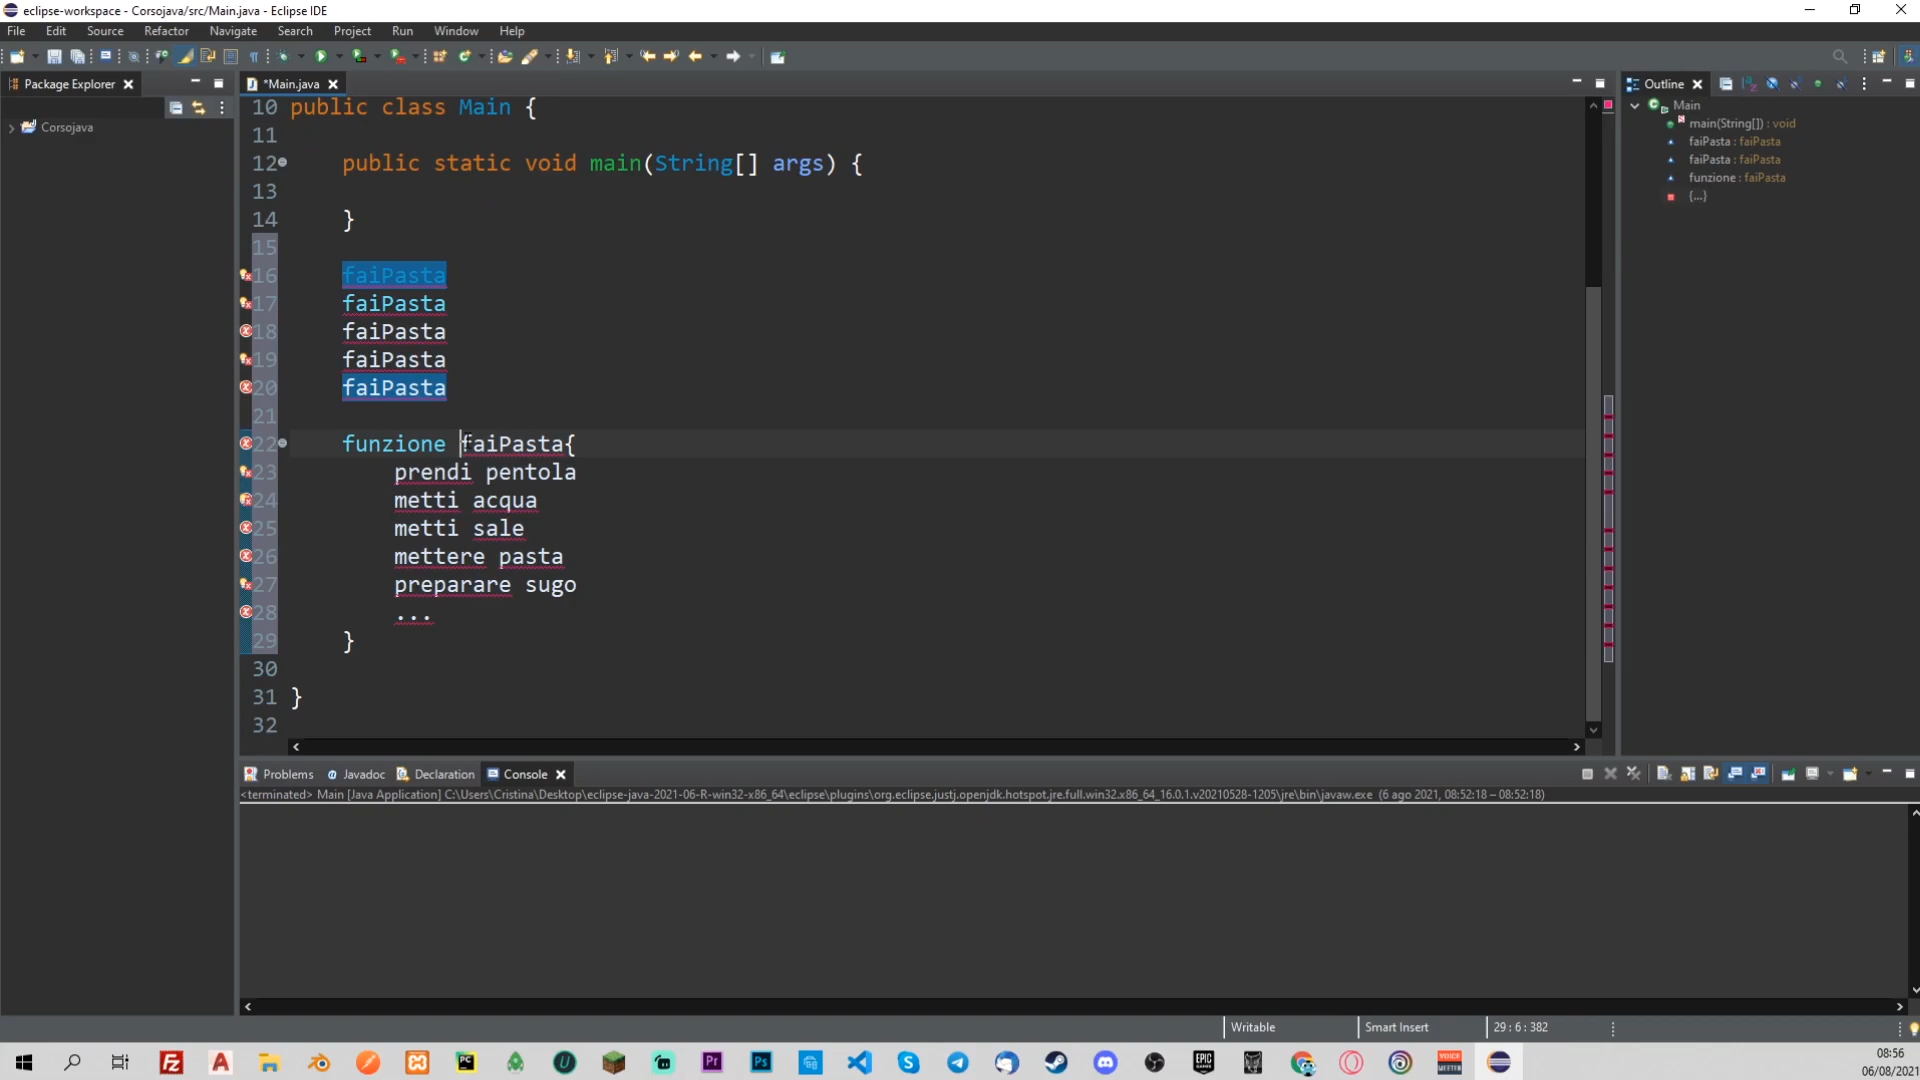 eclipse-workspace - Corsojava/src/Main.java - Eclipse IDE
File Edit Source Refactor Navigate Search Project Run Window Help
Package Explorer
*Main.java
Outline
Corsojava
Main
main(String[]) : void
faiPasta : faiPasta
faiPasta : faiPasta
funzione : faiPasta
{...}
10 public class Main {
11
12 public static void main(String[] args) {
13
14 }
15
16 faiPasta
17 faiPasta
18 faiPasta
19 faiPasta
20 faiPasta
21
22 funzione faiPasta{
23 prendi pentola
24 metti acqua
25 metti sale
26 mettere pasta
27 preparare sugo
28 ...
29 }
30
31 }
32
Problems Javadoc Declaration Console
<terminated> Main [Java Application] C:\Users\Cristina\Desktop\eclipse-java-2021-06-R-win32-x86_64\eclipse\plugins\org.eclipse.justj.openjdk.hotspot.jre.full.win32.x86_64_16.0.1.v20210528-1205\jre\bin\javaw.exe (6 ago 2021, 08:52:18 – 08:52:18)
Writable Smart Insert 29 : 6 : 382
08:56
06/08/2021